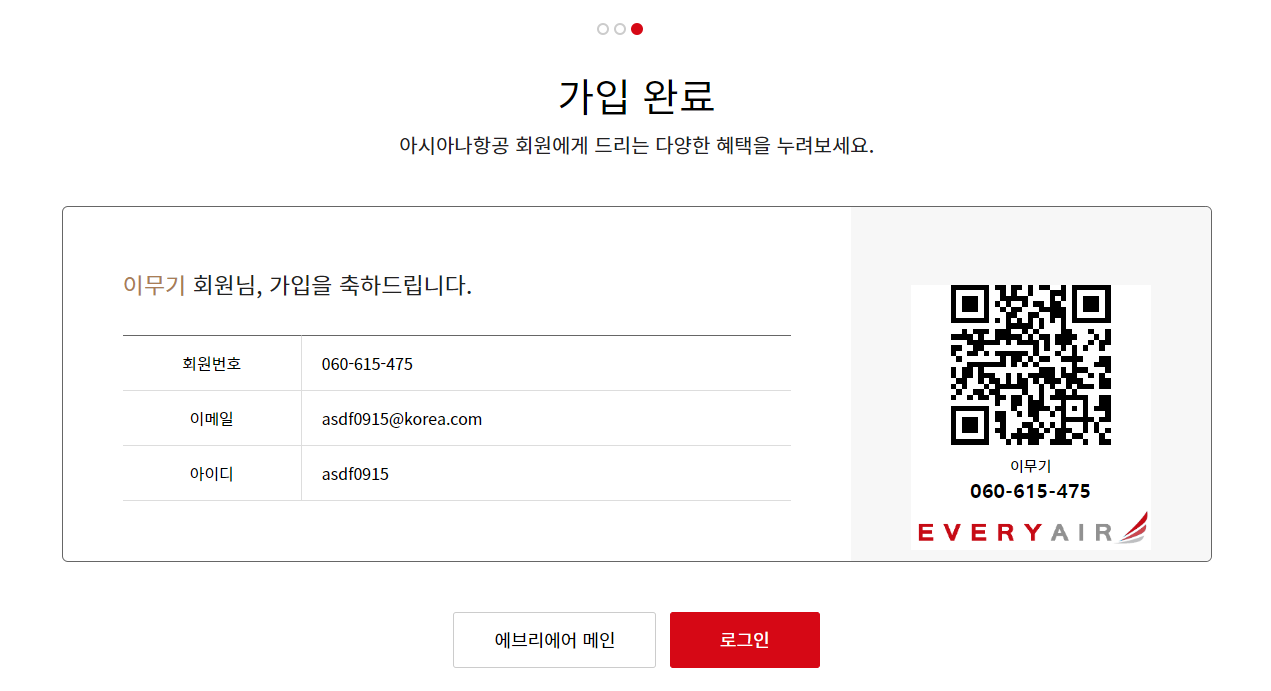 가입 완료
아시아나항공 회원에게 드리는 다양한 혜택을 누려보세요.
이무기 회원님, 가입을 축하드립니다.
회원번호 060-615-475
이메일 asdf0915@korea.com
아이디 asdf0915
이무기
060-615-475
EVERYAIR
에브리에어 메인
로그인